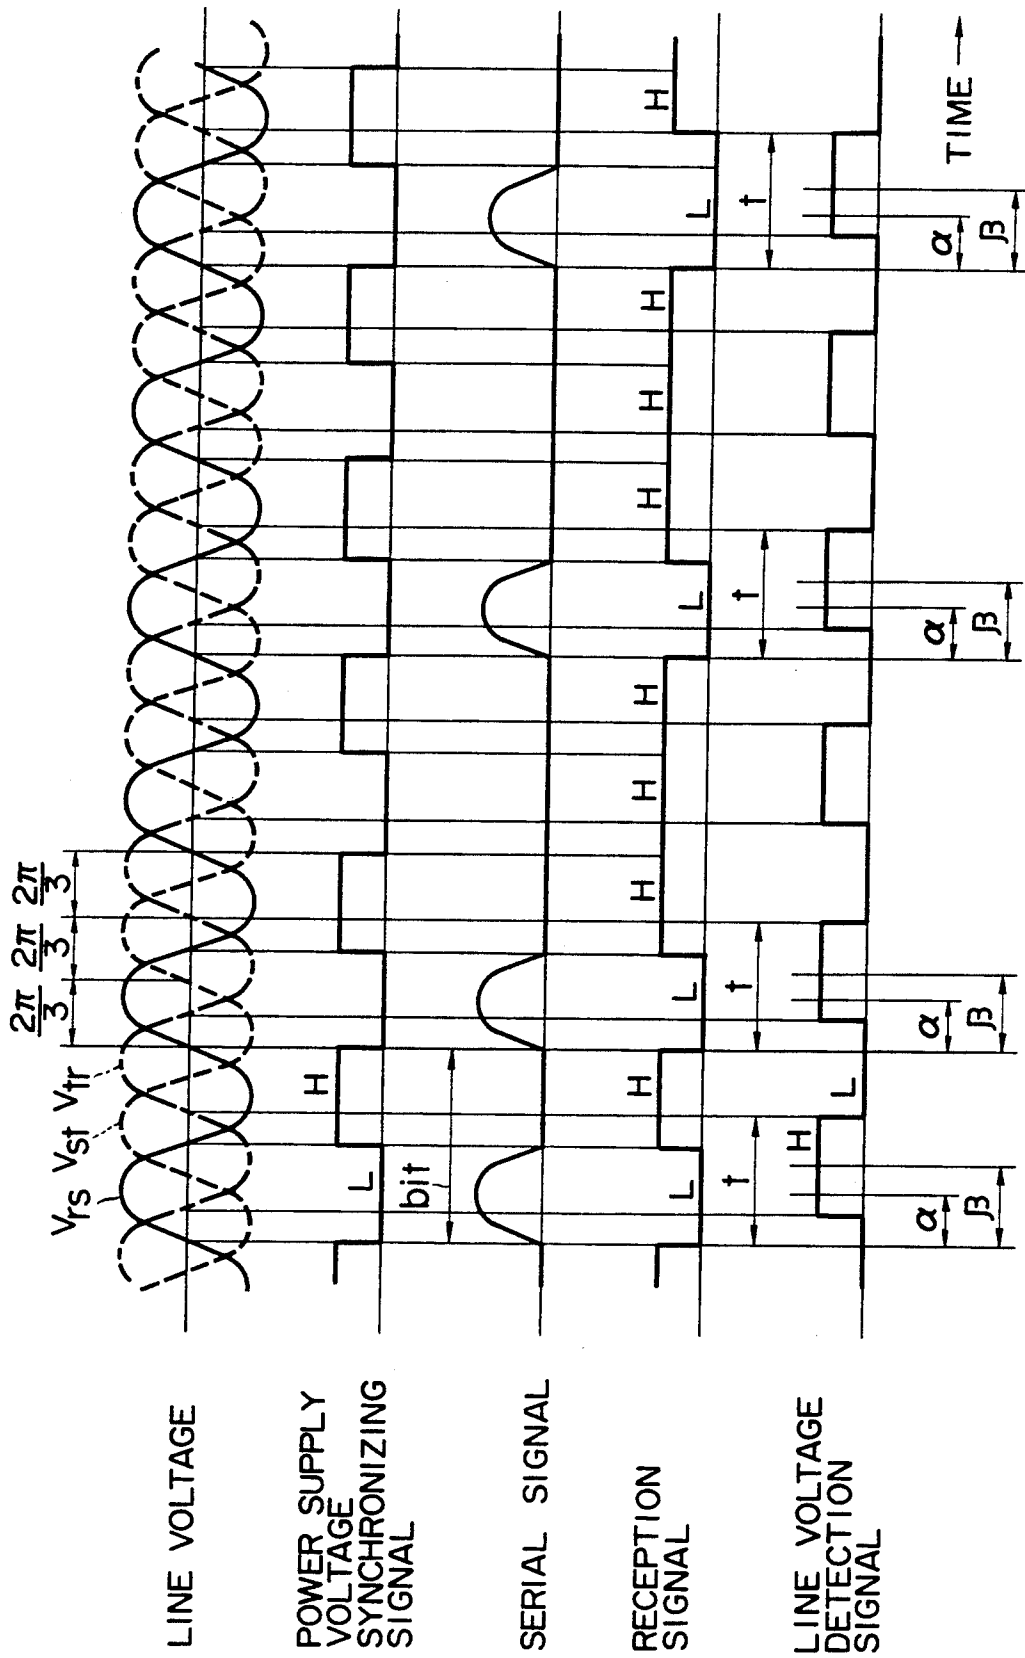 LINE VOLTAGE
Vrs Vst Vtr
2π/3 2π/3 2π/3
POWER SUPPLY
VOLTAGE
SYNCHRONIZING
SIGNAL
L H
bit
SERIAL SIGNAL
RECEPTION
SIGNAL
L H L H H H L H H H L H
t t t t
LINE VOLTAGE
DETECTION
SIGNAL
H L
α α α α
β β β β
TIME